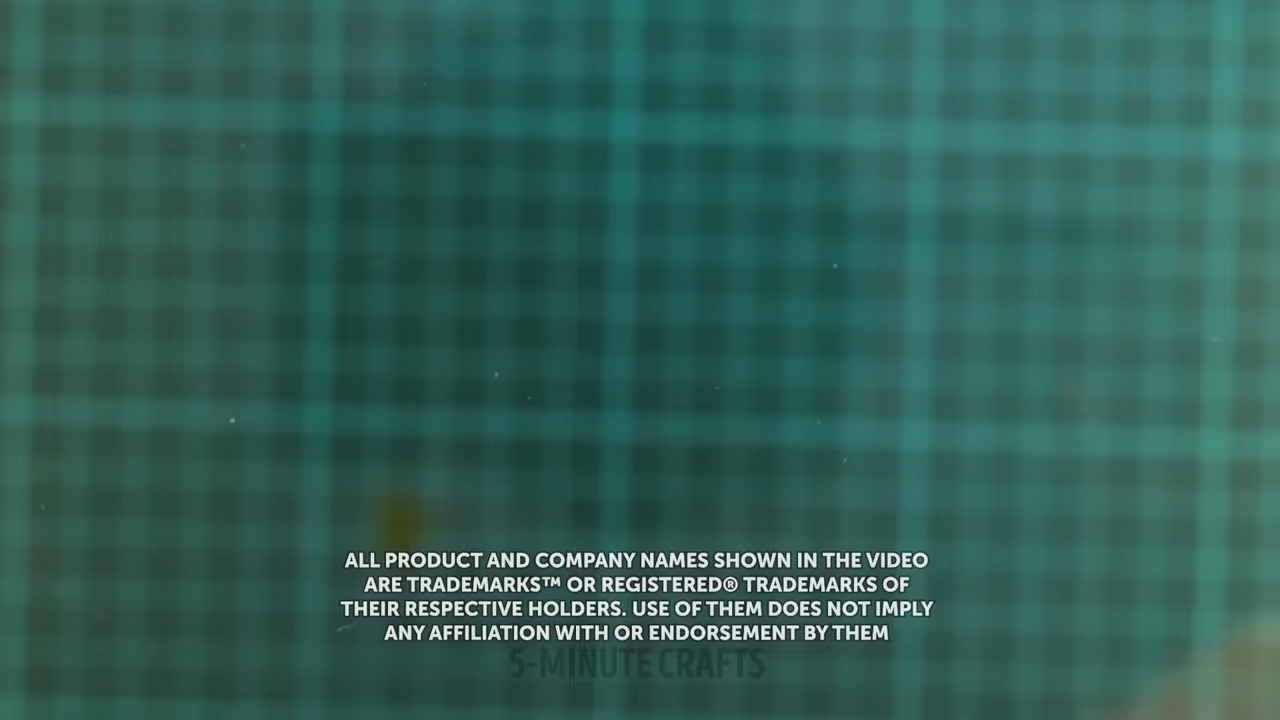 ALL PRODUCT AND COMPANY NAMES SHOWN IN THE VIDEO
ARE TRADEMARKS™ OR REGISTERED® TRADEMARKS OF
THEIR RESPECTIVE HOLDERS. USE OF THEM DOES NOT IMPLY
ANY AFFILIATION WITH OR ENDORSEMENT BY THEM
5-MINUTE CRAFTS